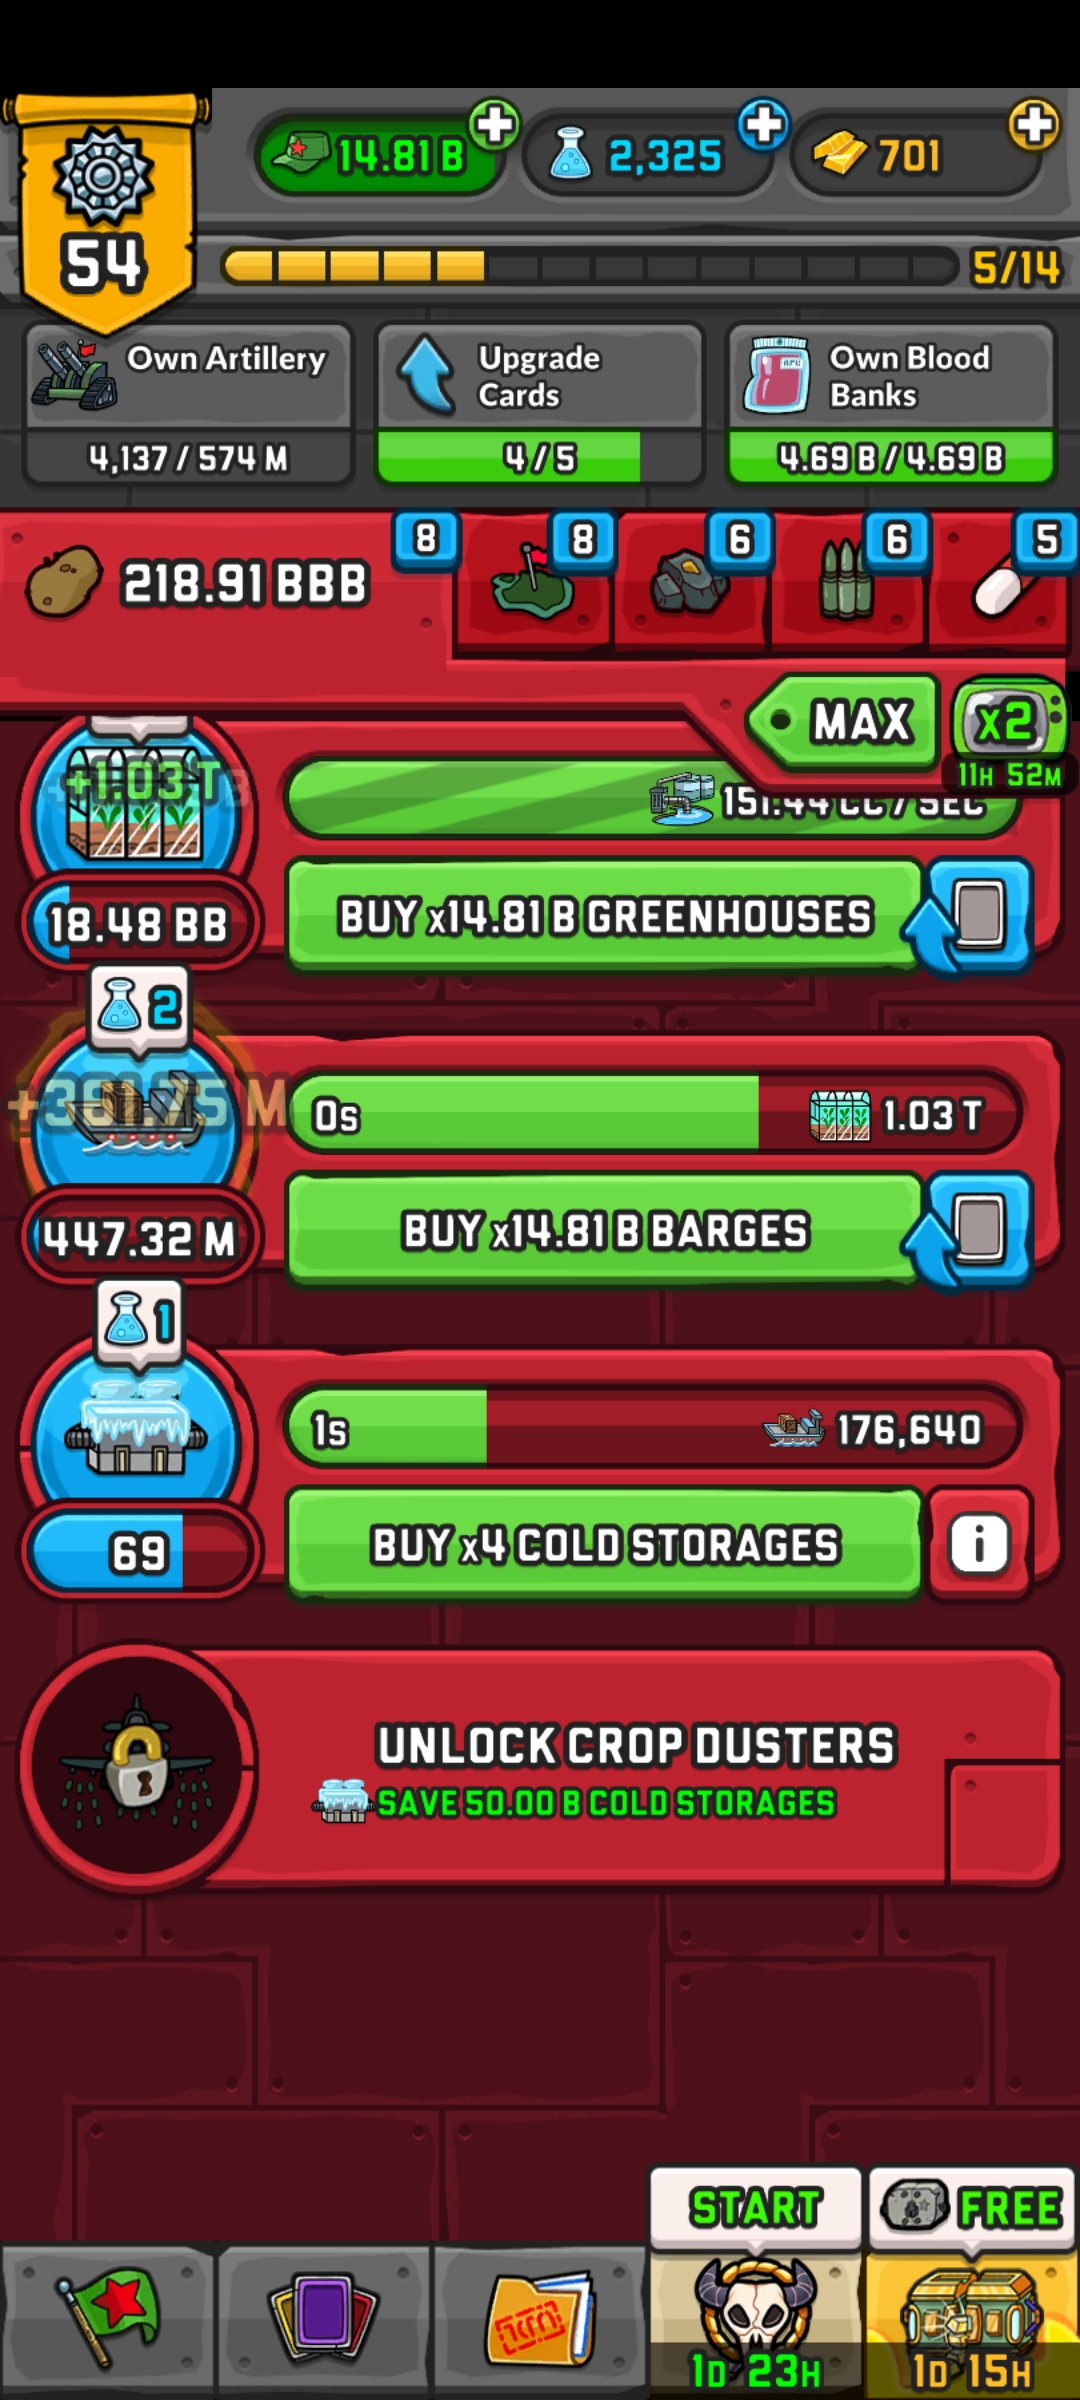 14.81 B
2,325
701
54
5/14
Own Artillery
4,137 / 574 M
Upgrade
Cards
4 / 5
Own Blood
Banks
4.69 B / 4.69 B
218.91 BBB
8
8
6
6
5
MAX
x2
11H 52M
+1.03 T
151.44 CC / SEC
18.48 BB
BUY x14.81 B GREENHOUSES
2
0s
1.03 T
447.32 M
BUY x14.81 B BARGES
1
1s
176,640
69
BUY x4 COLD STORAGES
i
UNLOCK CROP DUSTERS
SAVE 50.00 B COLD STORAGES
START
FREE
1D 23H
1D 15H